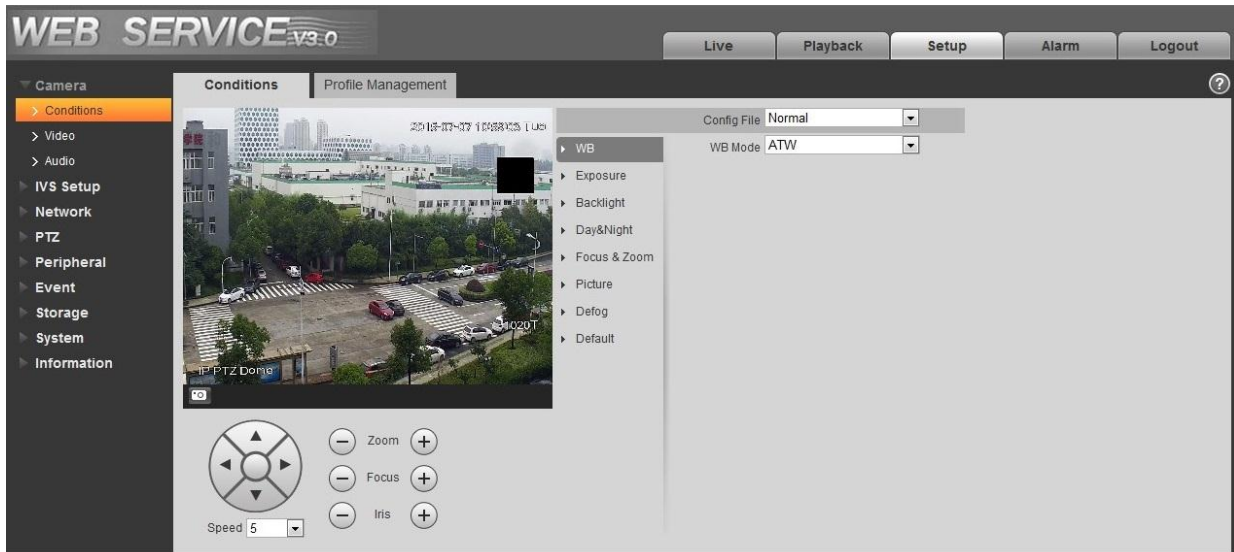 WEB SERVICE V3.0
Live
Playback
Setup
Alarm
Logout
Camera
Conditions
Video
Audio
IVS Setup
Network
PTZ
Peripheral
Event
Storage
System
Information
Conditions
Profile Management
?
IP PTZ Dome
WB
Exposure
Backlight
Day&Night
Focus & Zoom
Picture
Defog
Default
Config File Normal
WB Mode ATW
Zoom
Focus
Iris
Speed 5